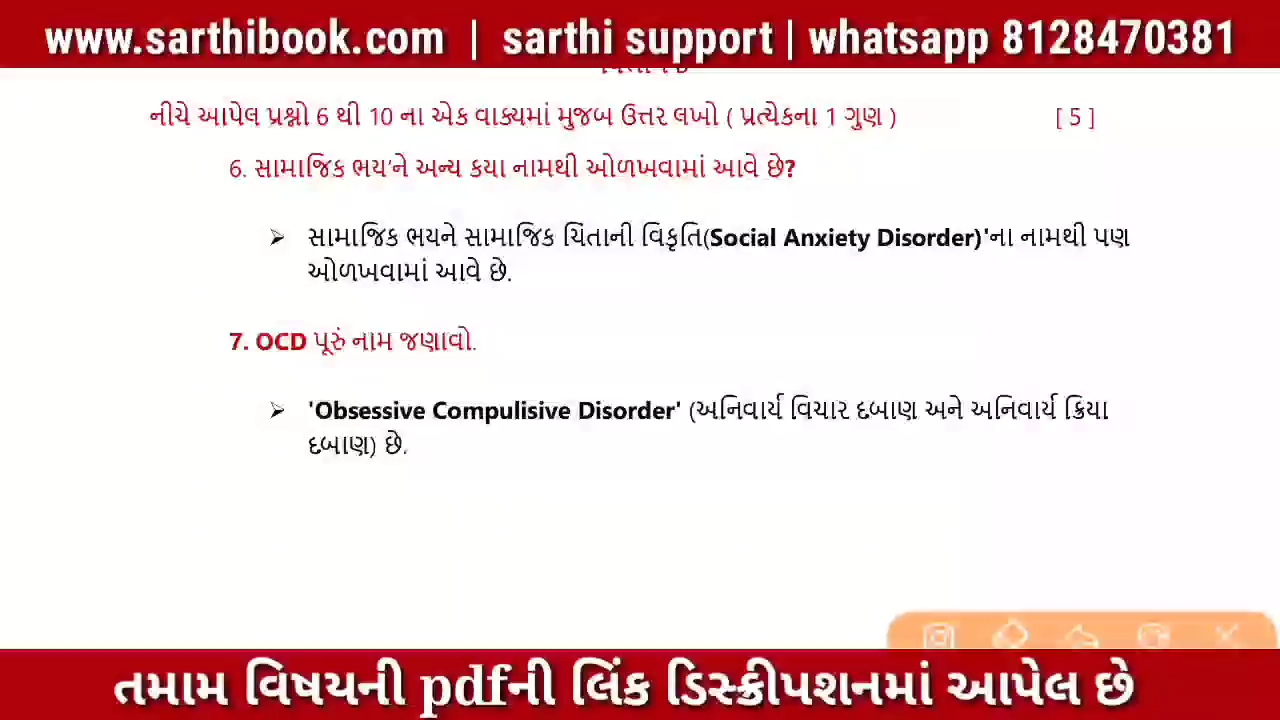 www.sarthibook.com | sarthi support | whatsapp 8128470381
નીચે આપેલ પ્રશ્નો 6 થી 10 ના એક વાક્યમાં મુજબ ઉત્તર લખો ( પ્રત્યેકના 1 ગુણ ) [ 5 ]
6. સામાજિક ભય'ને અન્ય કયા નામથી ઓળખવામાં આવે છે?
➢ સામાજિક ભયને સામાજિક ચિંતાની વિકૃતિ(Social Anxiety Disorder)'ના નામથી પણ
ઓળખવામાં આવે છે.
7. OCD પૂરું નામ જણાવો.
➢ 'Obsessive Compulisive Disorder' (અનિવાર્ય વિચાર દબાણ અને અનિવાર્ય ક્રિયા
દબાણ) છે.
તમામ વિષયની pdfની લિંક ડિસ્ક્રીપશનમાં આપેલ છે